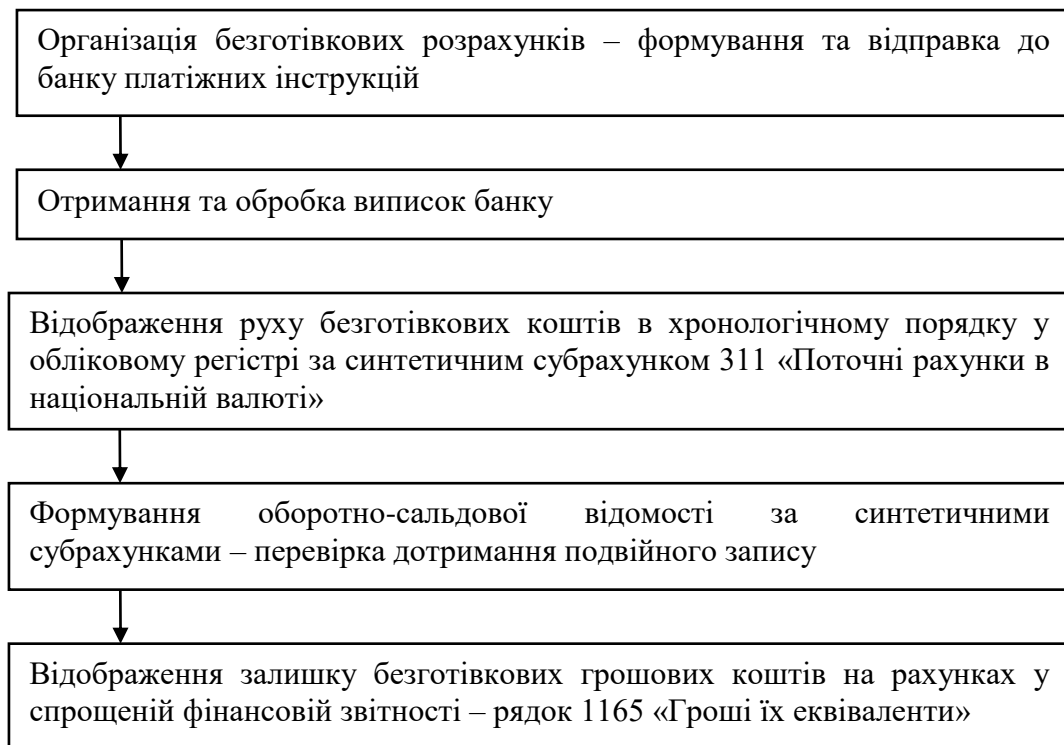 Організація безготівкових розрахунків – формування та відправка до
банку платіжних інструкцій
Отримання та обробка виписок банку
Відображення руху безготівкових коштів в хронологічному порядку у
обліковому регістрі за синтетичним субрахунком 311 «Поточні рахунки в
національній валюті»
Формування оборотно-сальдової відомості за синтетичними
субрахунками – перевірка дотримання подвійного запису
Відображення залишку безготівкових грошових коштів на рахунках у
спрощеній фінансовій звітності – рядок 1165 «Гроші їх еквіваленти»